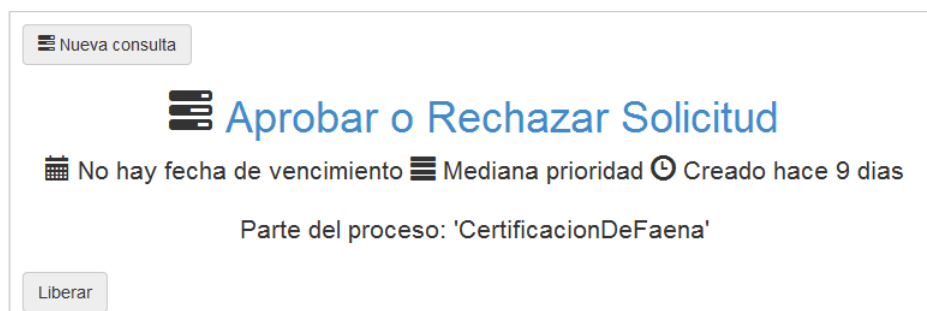 Nueva consulta
Aprobar o Rechazar Solicitud
No hay fecha de vencimiento Mediana prioridad Creado hace 9 dias
Parte del proceso: 'CertificacionDeFaena'
Liberar